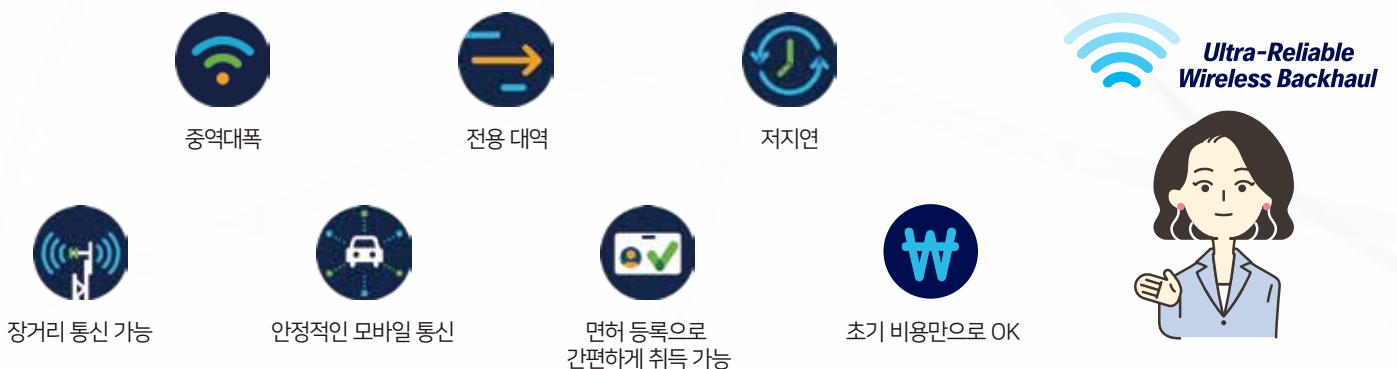 Ultra-Reliable
Wireless Backhaul
중역대폭
전용 대역
저지연
장거리 통신 가능
안정적인 모바일 통신
면허 등록으로
간편하게 취득 가능
초기 비용만으로 OK